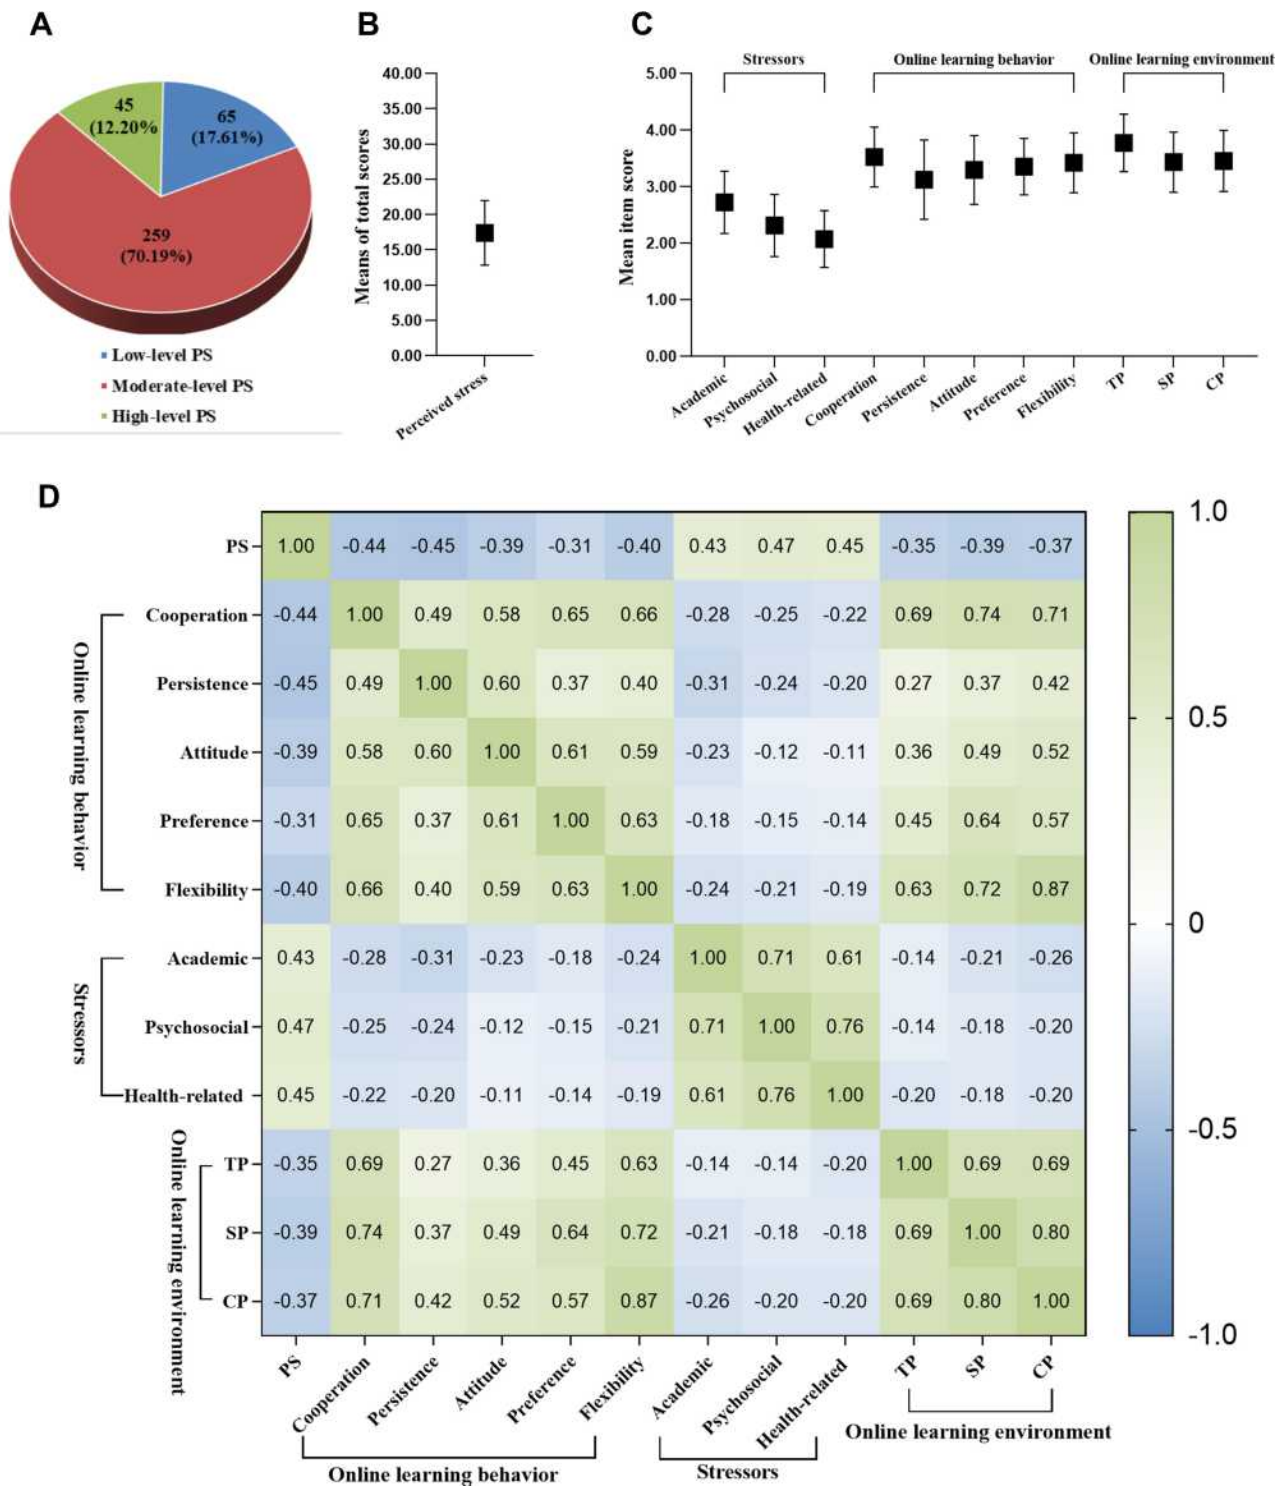 A
45
(12.20%
65
(17.61%)
259
(70.19%)
Low-level PS
Moderate-level PS
High-level PS
B
Means of total scores
40.00
35.00
30.00
25.00
20.00
15.00
10.00
5.00
0.00
Perceived stress
C
Stressors
Online learning behavior
Online learning environment
Mean item score
5.00
4.00
3.00
2.00
1.00
0.00
Academic
Psychosocial
Health-related
Cooperation
Persistence
Attitude
Preference
Flexibility
TP
SP
CP
D
PS 1.00 -0.44 -0.45 -0.39 -0.31 -0.40 0.43 0.47 0.45 -0.35 -0.39 -0.37
Online learning behavior
Cooperation -0.44 1.00 0.49 0.58 0.65 0.66 -0.28 -0.25 -0.22 0.69 0.74 0.71
Persistence -0.45 0.49 1.00 0.60 0.37 0.40 -0.31 -0.24 -0.20 0.27 0.37 0.42
Attitude -0.39 0.58 0.60 1.00 0.61 0.59 -0.23 -0.12 -0.11 0.36 0.49 0.52
Preference -0.31 0.65 0.37 0.61 1.00 0.63 -0.18 -0.15 -0.14 0.45 0.64 0.57
Flexibility -0.40 0.66 0.40 0.59 0.63 1.00 -0.24 -0.21 -0.19 0.63 0.72 0.87
Stressors
Academic 0.43 -0.28 -0.31 -0.23 -0.18 -0.24 1.00 0.71 0.61 -0.14 -0.21 -0.26
Psychosocial 0.47 -0.25 -0.24 -0.12 -0.15 -0.21 0.71 1.00 0.76 -0.14 -0.18 -0.20
Health-related 0.45 -0.22 -0.20 -0.11 -0.14 -0.19 0.61 0.76 1.00 -0.20 -0.18 -0.20
Online learning environment
TP -0.35 0.69 0.27 0.36 0.45 0.63 -0.14 -0.14 -0.20 1.00 0.69 0.69
SP -0.39 0.74 0.37 0.49 0.64 0.72 -0.21 -0.18 -0.18 0.69 1.00 0.80
CP -0.37 0.71 0.42 0.52 0.57 0.87 -0.26 -0.20 -0.20 0.69 0.80 1.00
PS
Cooperation
Persistence
Attitude
Preference
Flexibility
Academic
Psychosocial
Health-related
TP
SP
CP
Online learning behavior
Stressors
Online learning environment
1.0
0.5
0
-0.5
-1.0